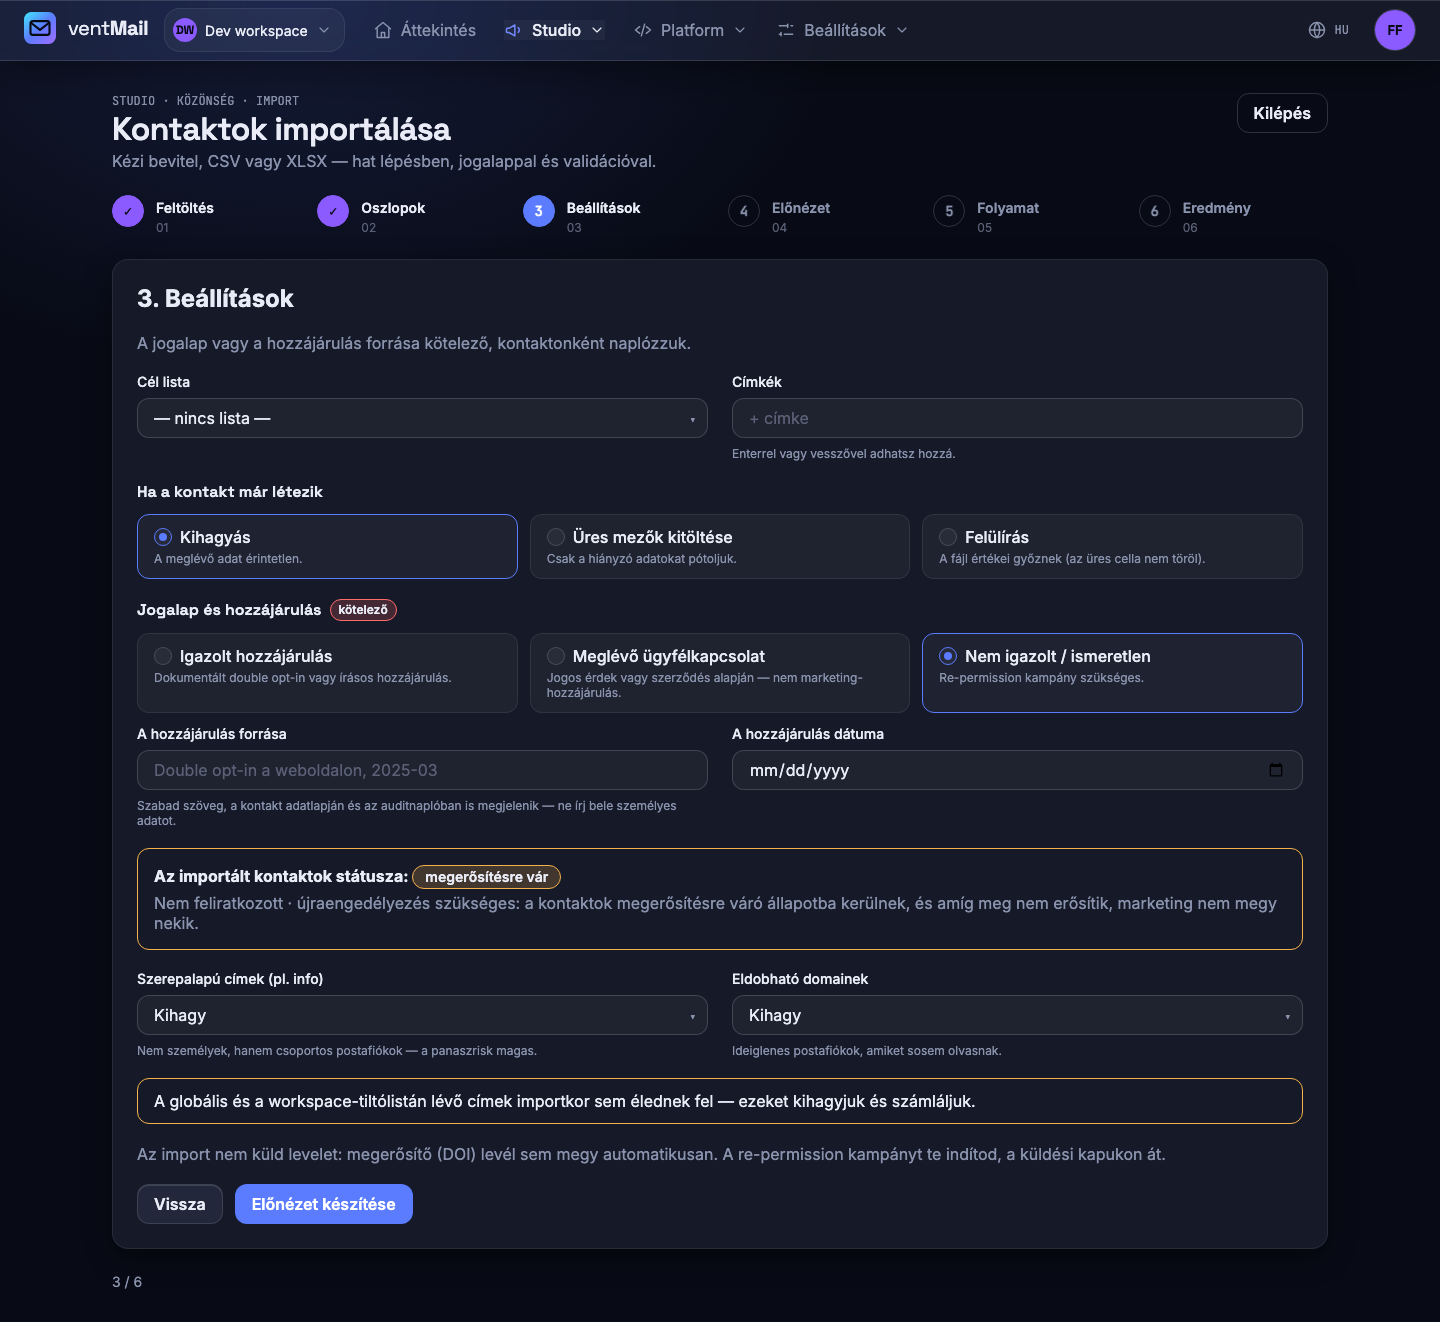 ventMail
DW Dev workspace
Áttekintés
Studio
Platform
Beállítások
HU
FF
STUDIO · KÖZÖNSÉG · IMPORT
Kontaktok importálása
Kilépés
Kézi bevitel, CSV vagy XLSX — hat lépésben, jogalappal és validációval.
✓ Feltöltés
01
✓ Oszlopok
02
3 Beállítások
03
4 Előnézet
04
5 Folyamat
05
6 Eredmény
06
3. Beállítások
A jogalap vagy a hozzájárulás forrása kötelező, kontaktonként naplózzuk.
Cél lista
— nincs lista —
Címkék
+ címke
Enterrel vagy vesszővel adhatsz hozzá.
Ha a kontakt már létezik
Kihagyás
A meglévő adat érintetlen.
Üres mezők kitöltése
Csak a hiányzó adatokat pótoljuk.
Felülírás
A fájl értékei győznek (az üres cella nem töröl).
Jogalap és hozzájárulás kötelező
Igazolt hozzájárulás
Dokumentált double opt-in vagy írásos hozzájárulás.
Meglévő ügyfélkapcsolat
Jogos érdek vagy szerződés alapján — nem marketing-
hozzájárulás.
Nem igazolt / ismeretlen
Re-permission kampány szükséges.
A hozzájárulás forrása
Double opt-in a weboldalon, 2025-03
Szabad szöveg, a kontakt adatlapján és az auditnaplóban is megjelenik — ne írj bele személyes
adatot.
A hozzájárulás dátuma
mm/dd/yyyy
Az importált kontaktok státusza: megerősítésre vár
Nem feliratkozott · újraengedélyezés szükséges: a kontaktok megerősítésre váró állapotba kerülnek, és amíg meg nem erősítik, marketing nem megy
nekik.
Szerepalapú címek (pl. info)
Kihagy
Nem személyek, hanem csoportos postafiókok — a panaszrisk magas.
Eldobható domainek
Kihagy
Ideiglenes postafiókok, amiket sosem olvasnak.
A globális és a workspace-tiltólistán lévő címek importkor sem élednek fel — ezeket kihagyjuk és számláljuk.
Az import nem küld levelet: megerősítő (DOI) levél sem megy automatikusan. A re-permission kampányt te indítod, a küldési kapukon át.
Vissza
Előnézet készítése
3 / 6